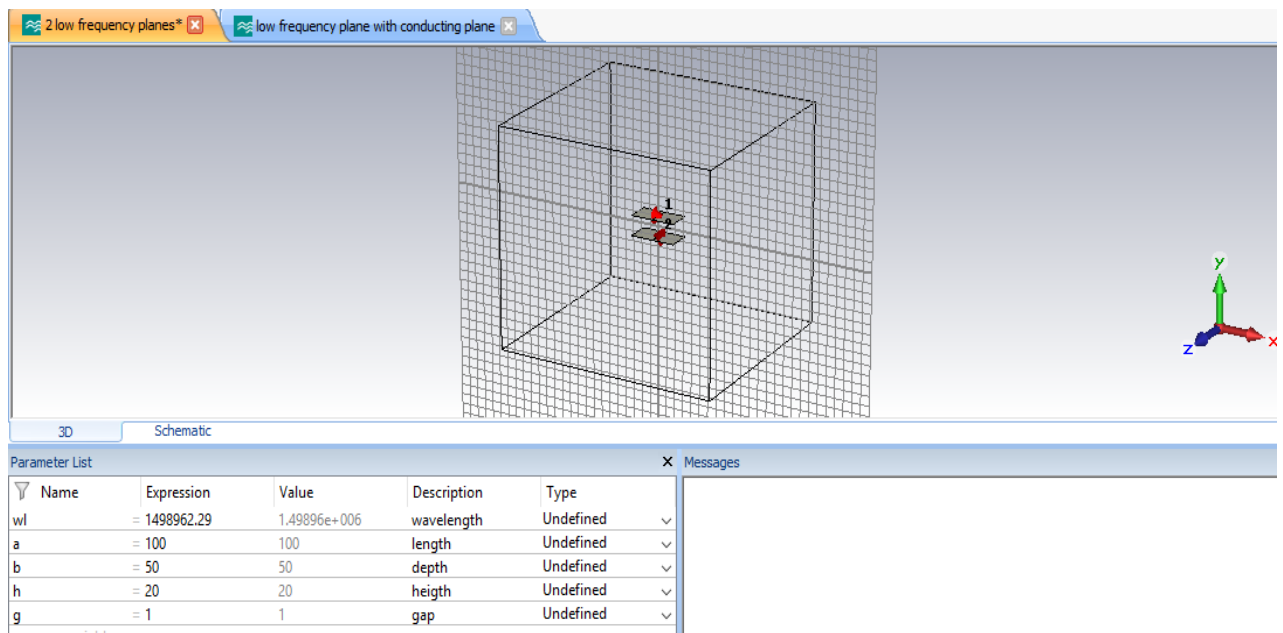 2 low frequency planes* low frequency plane with conducting plane
1
2
y
z x
3D Schematic
Parameter List X Messages
Name Expression Value Description Type
wl = 1498962.29 1.49896e+006 wavelength Undefined
a = 100 100 length Undefined
b = 50 50 depth Undefined
h = 20 20 heigth Undefined
g = 1 1 gap Undefined